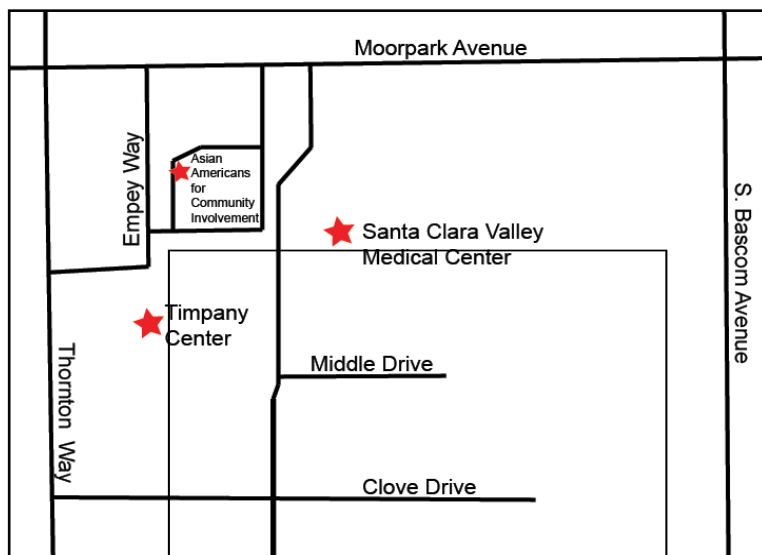 Moorpark Avenue
Empey Way
Asian
Americans
for
Community
Involvement
S. Bascom Avenue
Santa Clara Valley
Medical Center
Timpany
Center
Thornton Way
Middle Drive
Clove Drive